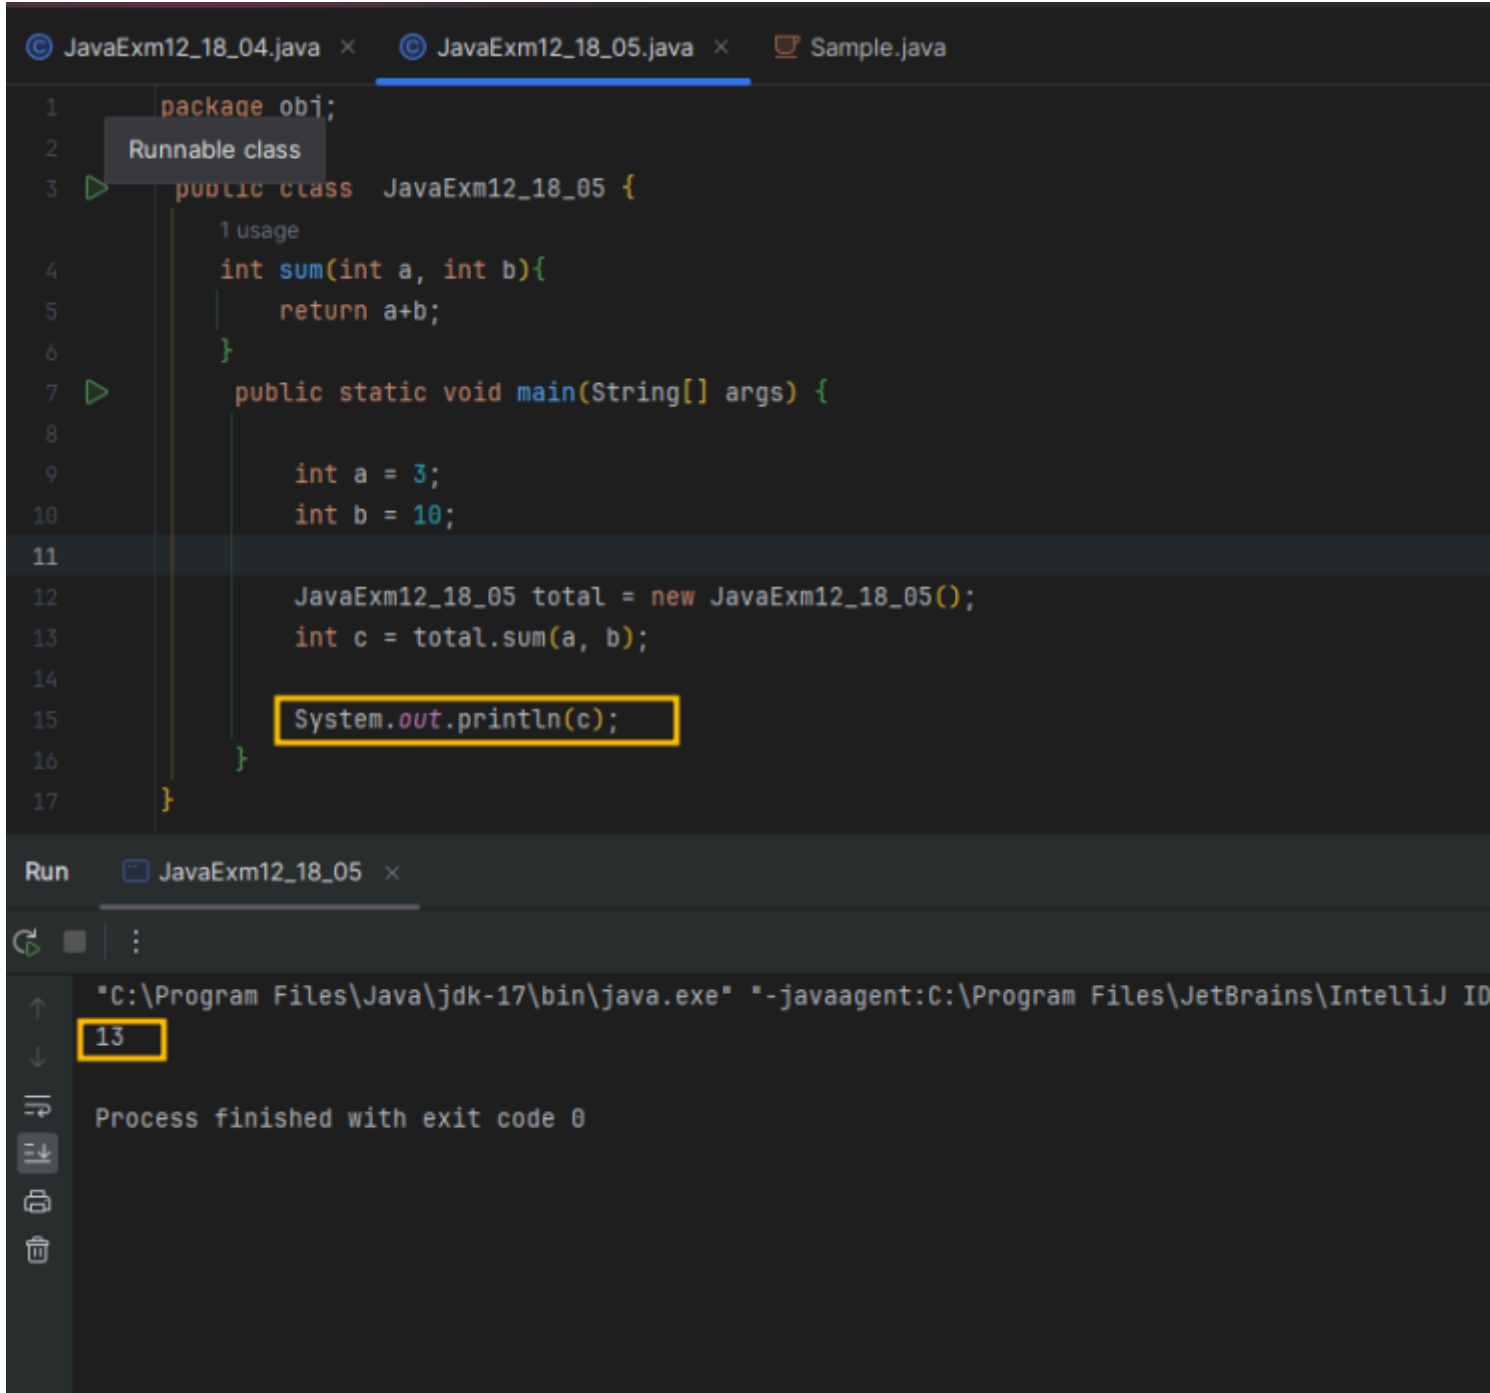 JavaExm12_18_04.java × JavaExm12_18_05.java × Sample.java
1 package obj;
2
Runnable class
3 public class  JavaExm12_18_05 {
1 usage
4 int sum(int a, int b){
5 return a+b;
6 }
7 public static void main(String[] args) {
8
9 int a = 3;
10 int b = 10;
11
12 JavaExm12_18_05 total = new JavaExm12_18_05();
13 int c = total.sum(a, b);
14
15 System.out.println(c);
16 }
17 }
Run JavaExm12_18_05 ×
"C:\Program Files\Java\jdk-17\bin\java.exe" "-javaagent:C:\Program Files\JetBrains\IntelliJ ID
13
Process finished with exit code 0